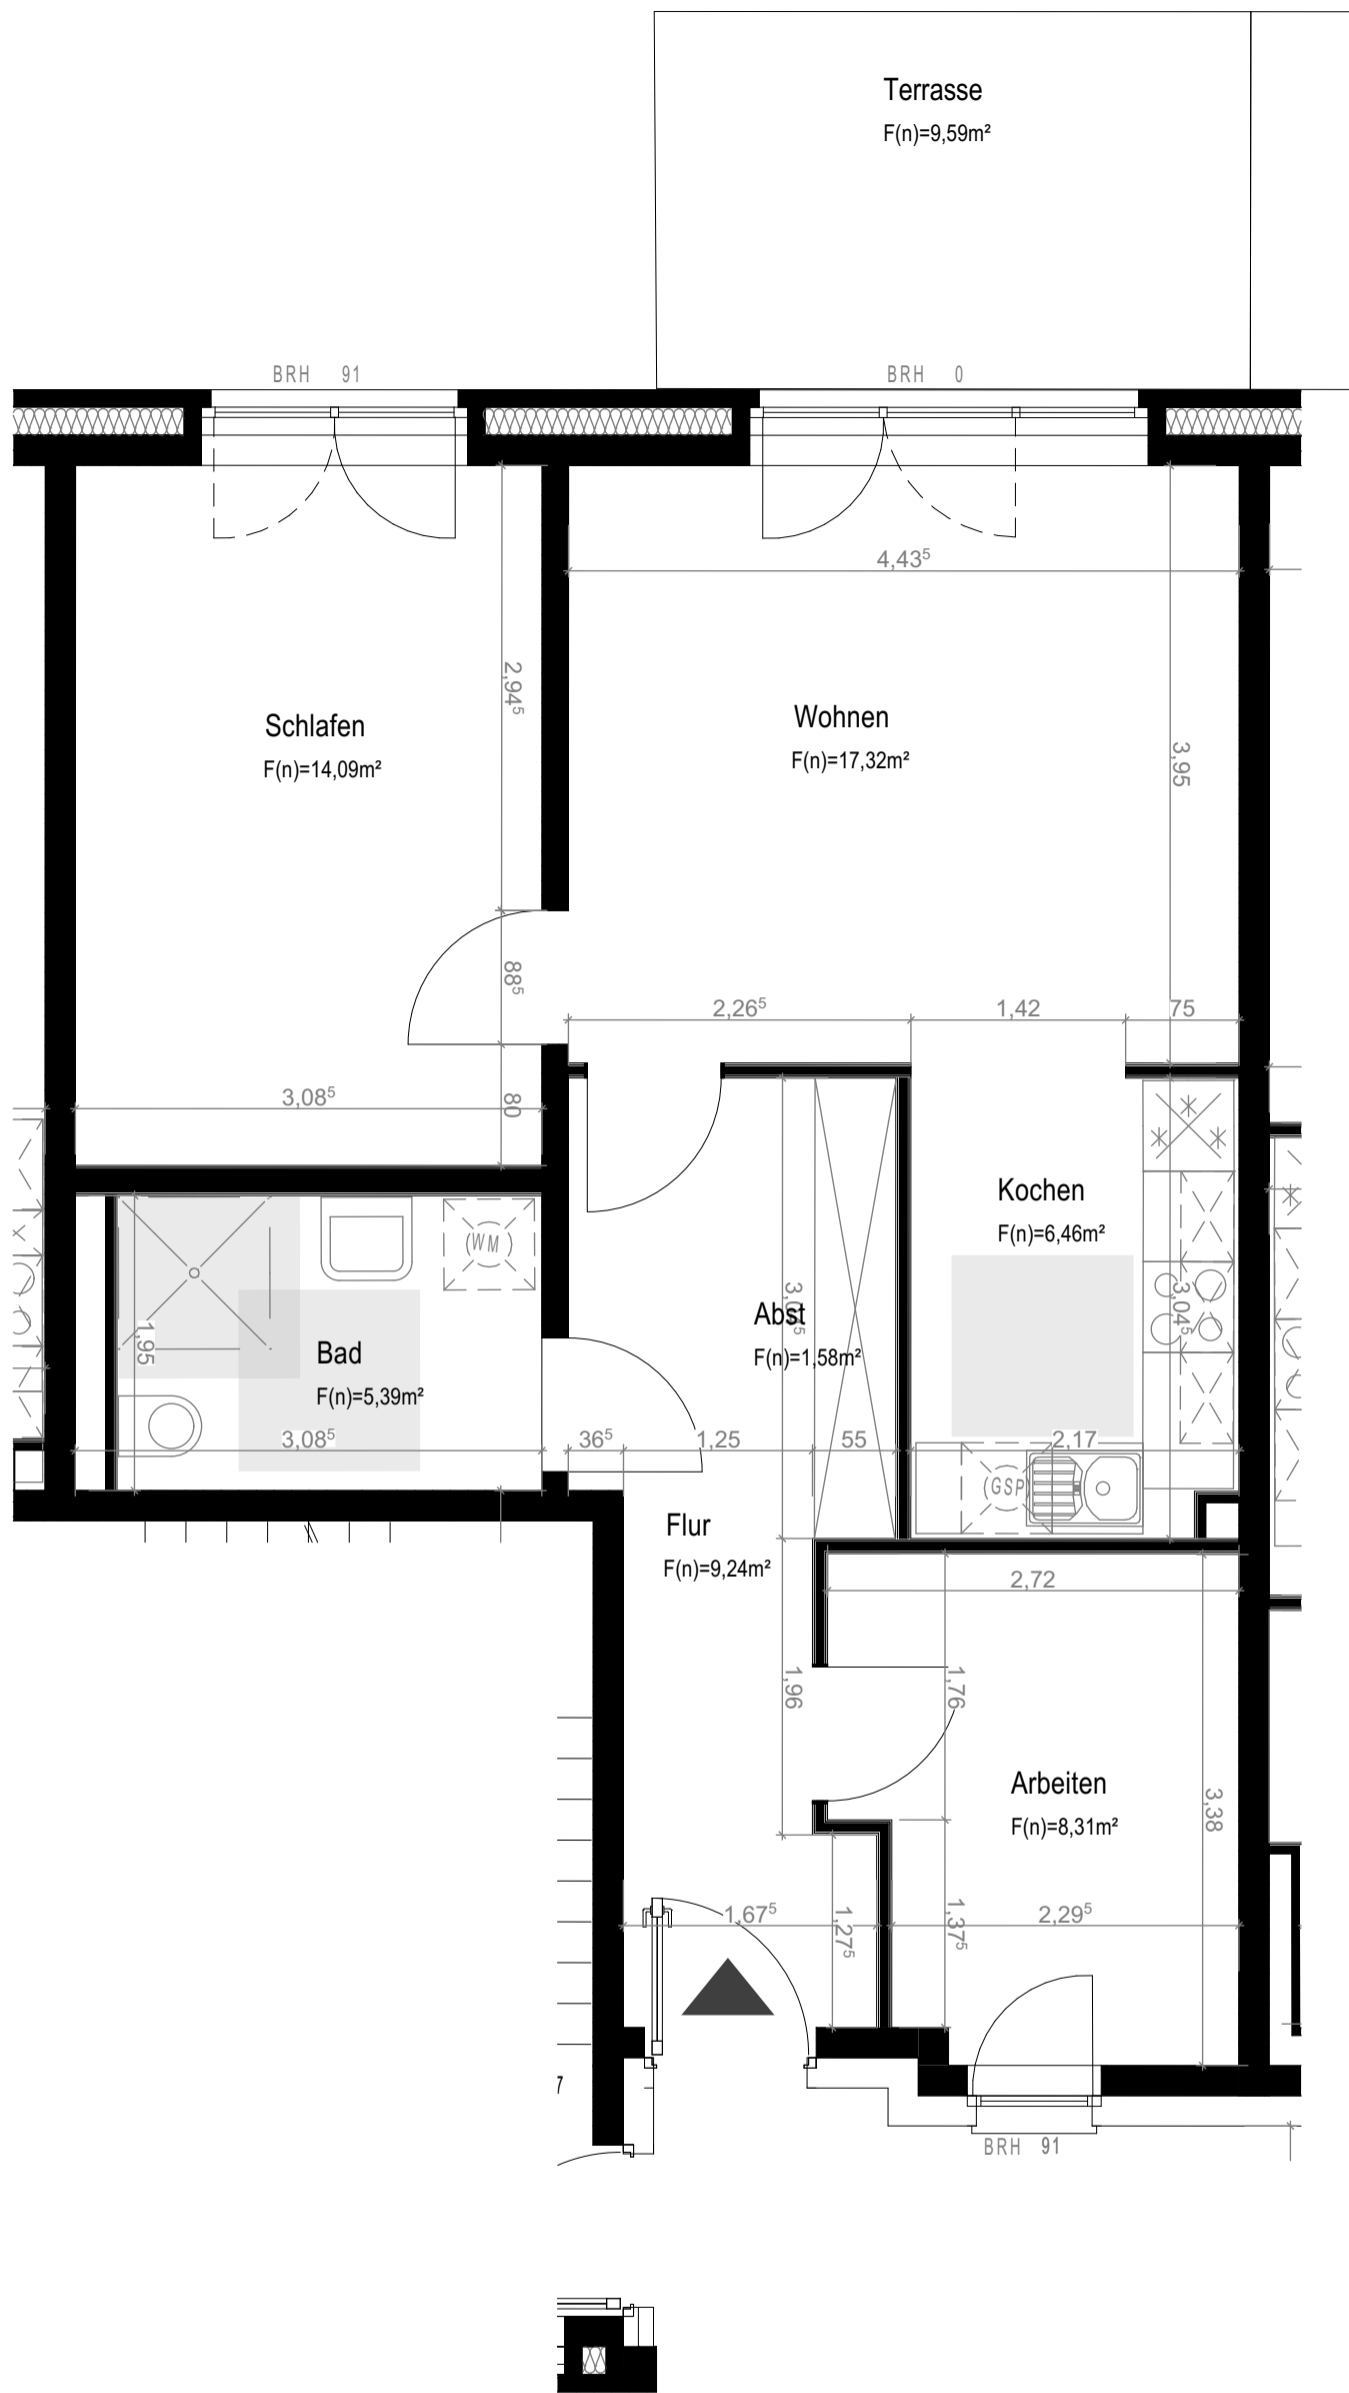 Terrasse
F(n)=9,59m²
BRH 91
BRH 0
4,43⁵
2,94⁵
Schlafen
F(n)=14,09m²
Wohnen
F(n)=17,32m²
3,95
88⁵
2,26⁵
1,42
75
3,08⁵
80
Kochen
F(n)=6,46m²
WM
3,04⁵
Abst
F(n)=1,58m²
1,95
Bad
F(n)=5,39m²
3,08⁵
36⁵
1,25
55
2,17
GSP
Flur
F(n)=9,24m²
2,72
1,96
1,76
Arbeiten
F(n)=8,31m²
3,38
1,67⁵
1,27⁵
1,37⁵
2,29⁵
7
BRH 91